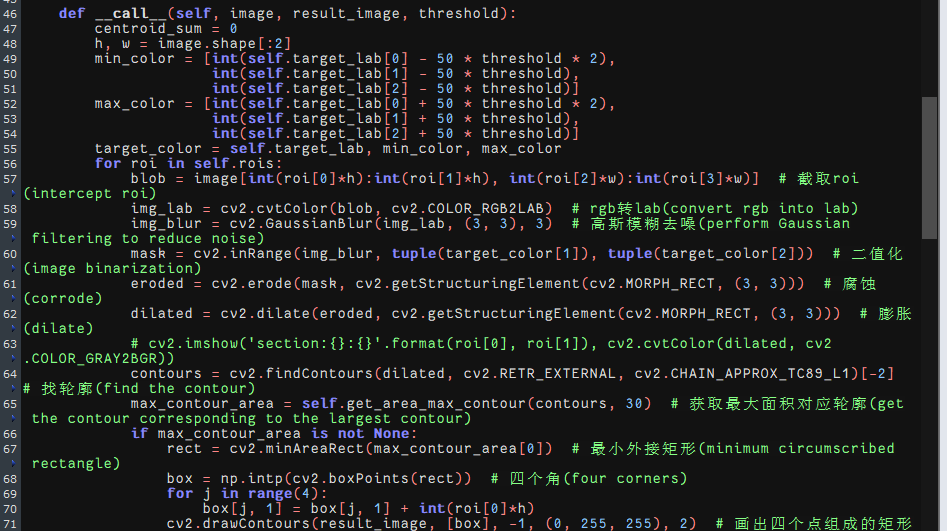 46 def __call__(self, image, result_image, threshold):
47 centroid_sum = 0
48 h, w = image.shape[:2]
49 min_color = [int(self.target_lab[0] - 50 * threshold * 2),
50 int(self.target_lab[1] - 50 * threshold),
51 int(self.target_lab[2] - 50 * threshold)]
52 max_color = [int(self.target_lab[0] + 50 * threshold * 2),
53 int(self.target_lab[1] + 50 * threshold),
54 int(self.target_lab[2] + 50 * threshold)]
55 target_color = self.target_lab, min_color, max_color
56 for roi in self.rois:
57 blob = image[int(roi[0]*h):int(roi[1]*h), int(roi[2]*w):int(roi[3]*w)]  # 截取roi
(intercept roi)
58 img_lab = cv2.cvtColor(blob, cv2.COLOR_RGB2LAB)  # rgb转lab(convert rgb into lab)
59 img_blur = cv2.GaussianBlur(img_lab, (3, 3), 3)  # 高斯模糊去噪(perform Gaussian
filtering to reduce noise)
60 mask = cv2.inRange(img_blur, tuple(target_color[1]), tuple(target_color[2]))  # 二值化
(image binarization)
61 eroded = cv2.erode(mask, cv2.getStructuringElement(cv2.MORPH_RECT, (3, 3)))  # 腐蚀
(corrode)
62 dilated = cv2.dilate(eroded, cv2.getStructuringElement(cv2.MORPH_RECT, (3, 3)))  # 膨胀
(dilate)
63 # cv2.imshow('section:{}:{}'.format(roi[0], roi[1]), cv2.cvtColor(dilated, cv2
.COLOR_GRAY2BGR))
64 contours = cv2.findContours(dilated, cv2.RETR_EXTERNAL, cv2.CHAIN_APPROX_TC89_L1)[-2]
# 找轮廓(find the contour)
65 max_contour_area = self.get_area_max_contour(contours, 30)  # 获取最大面积对应轮廓(get
the contour corresponding to the largest contour)
66 if max_contour_area is not None:
67 rect = cv2.minAreaRect(max_contour_area[0])  # 最小外接矩形(minimum circumscribed
rectangle)
68 box = np.intp(cv2.boxPoints(rect))  # 四个角(four corners)
69 for j in range(4):
70 box[j, 1] = box[j, 1] + int(roi[0]*h)
71 cv2.drawContours(result_image, [box], -1, (0, 255, 255), 2)  # 画出四个点组成的矩形